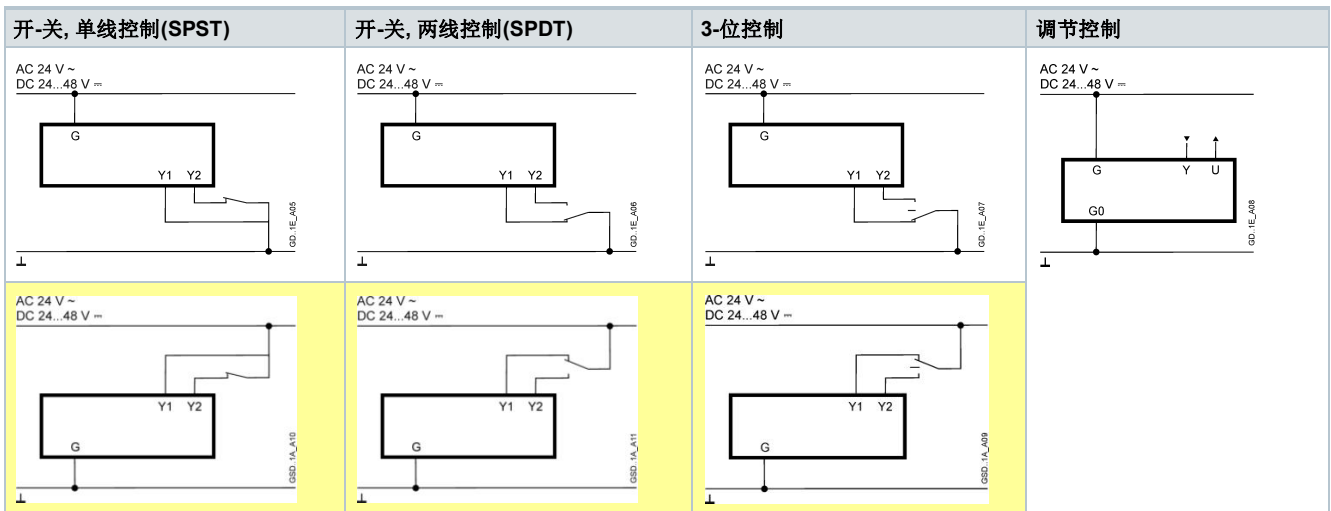 开-关, 单线控制(SPST)
开-关, 两线控制(SPDT)
3-位控制
调节控制
AC 24 V ~
DC 24...48 V ⎓
G
Y1 Y2
GD..1E_A05
⊥
AC 24 V ~
DC 24...48 V ⎓
G
Y1 Y2
GD..1E_A06
⊥
AC 24 V ~
DC 24...48 V ⎓
G
Y1 Y2
GD..1E_A07
⊥
AC 24 V ~
DC 24...48 V ⎓
G Y U
G0
GD..1E_A08
⊥
AC 24 V ~
DC 24...48 V ⎓
Y1 Y2
G
GSD..1A_A10
⊥
AC 24 V ~
DC 24...48 V ⎓
Y1 Y2
G
GSD..1A_A11
⊥
AC 24 V ~
DC 24...48 V ⎓
Y1 Y2
G
GSD..1A_A09
⊥